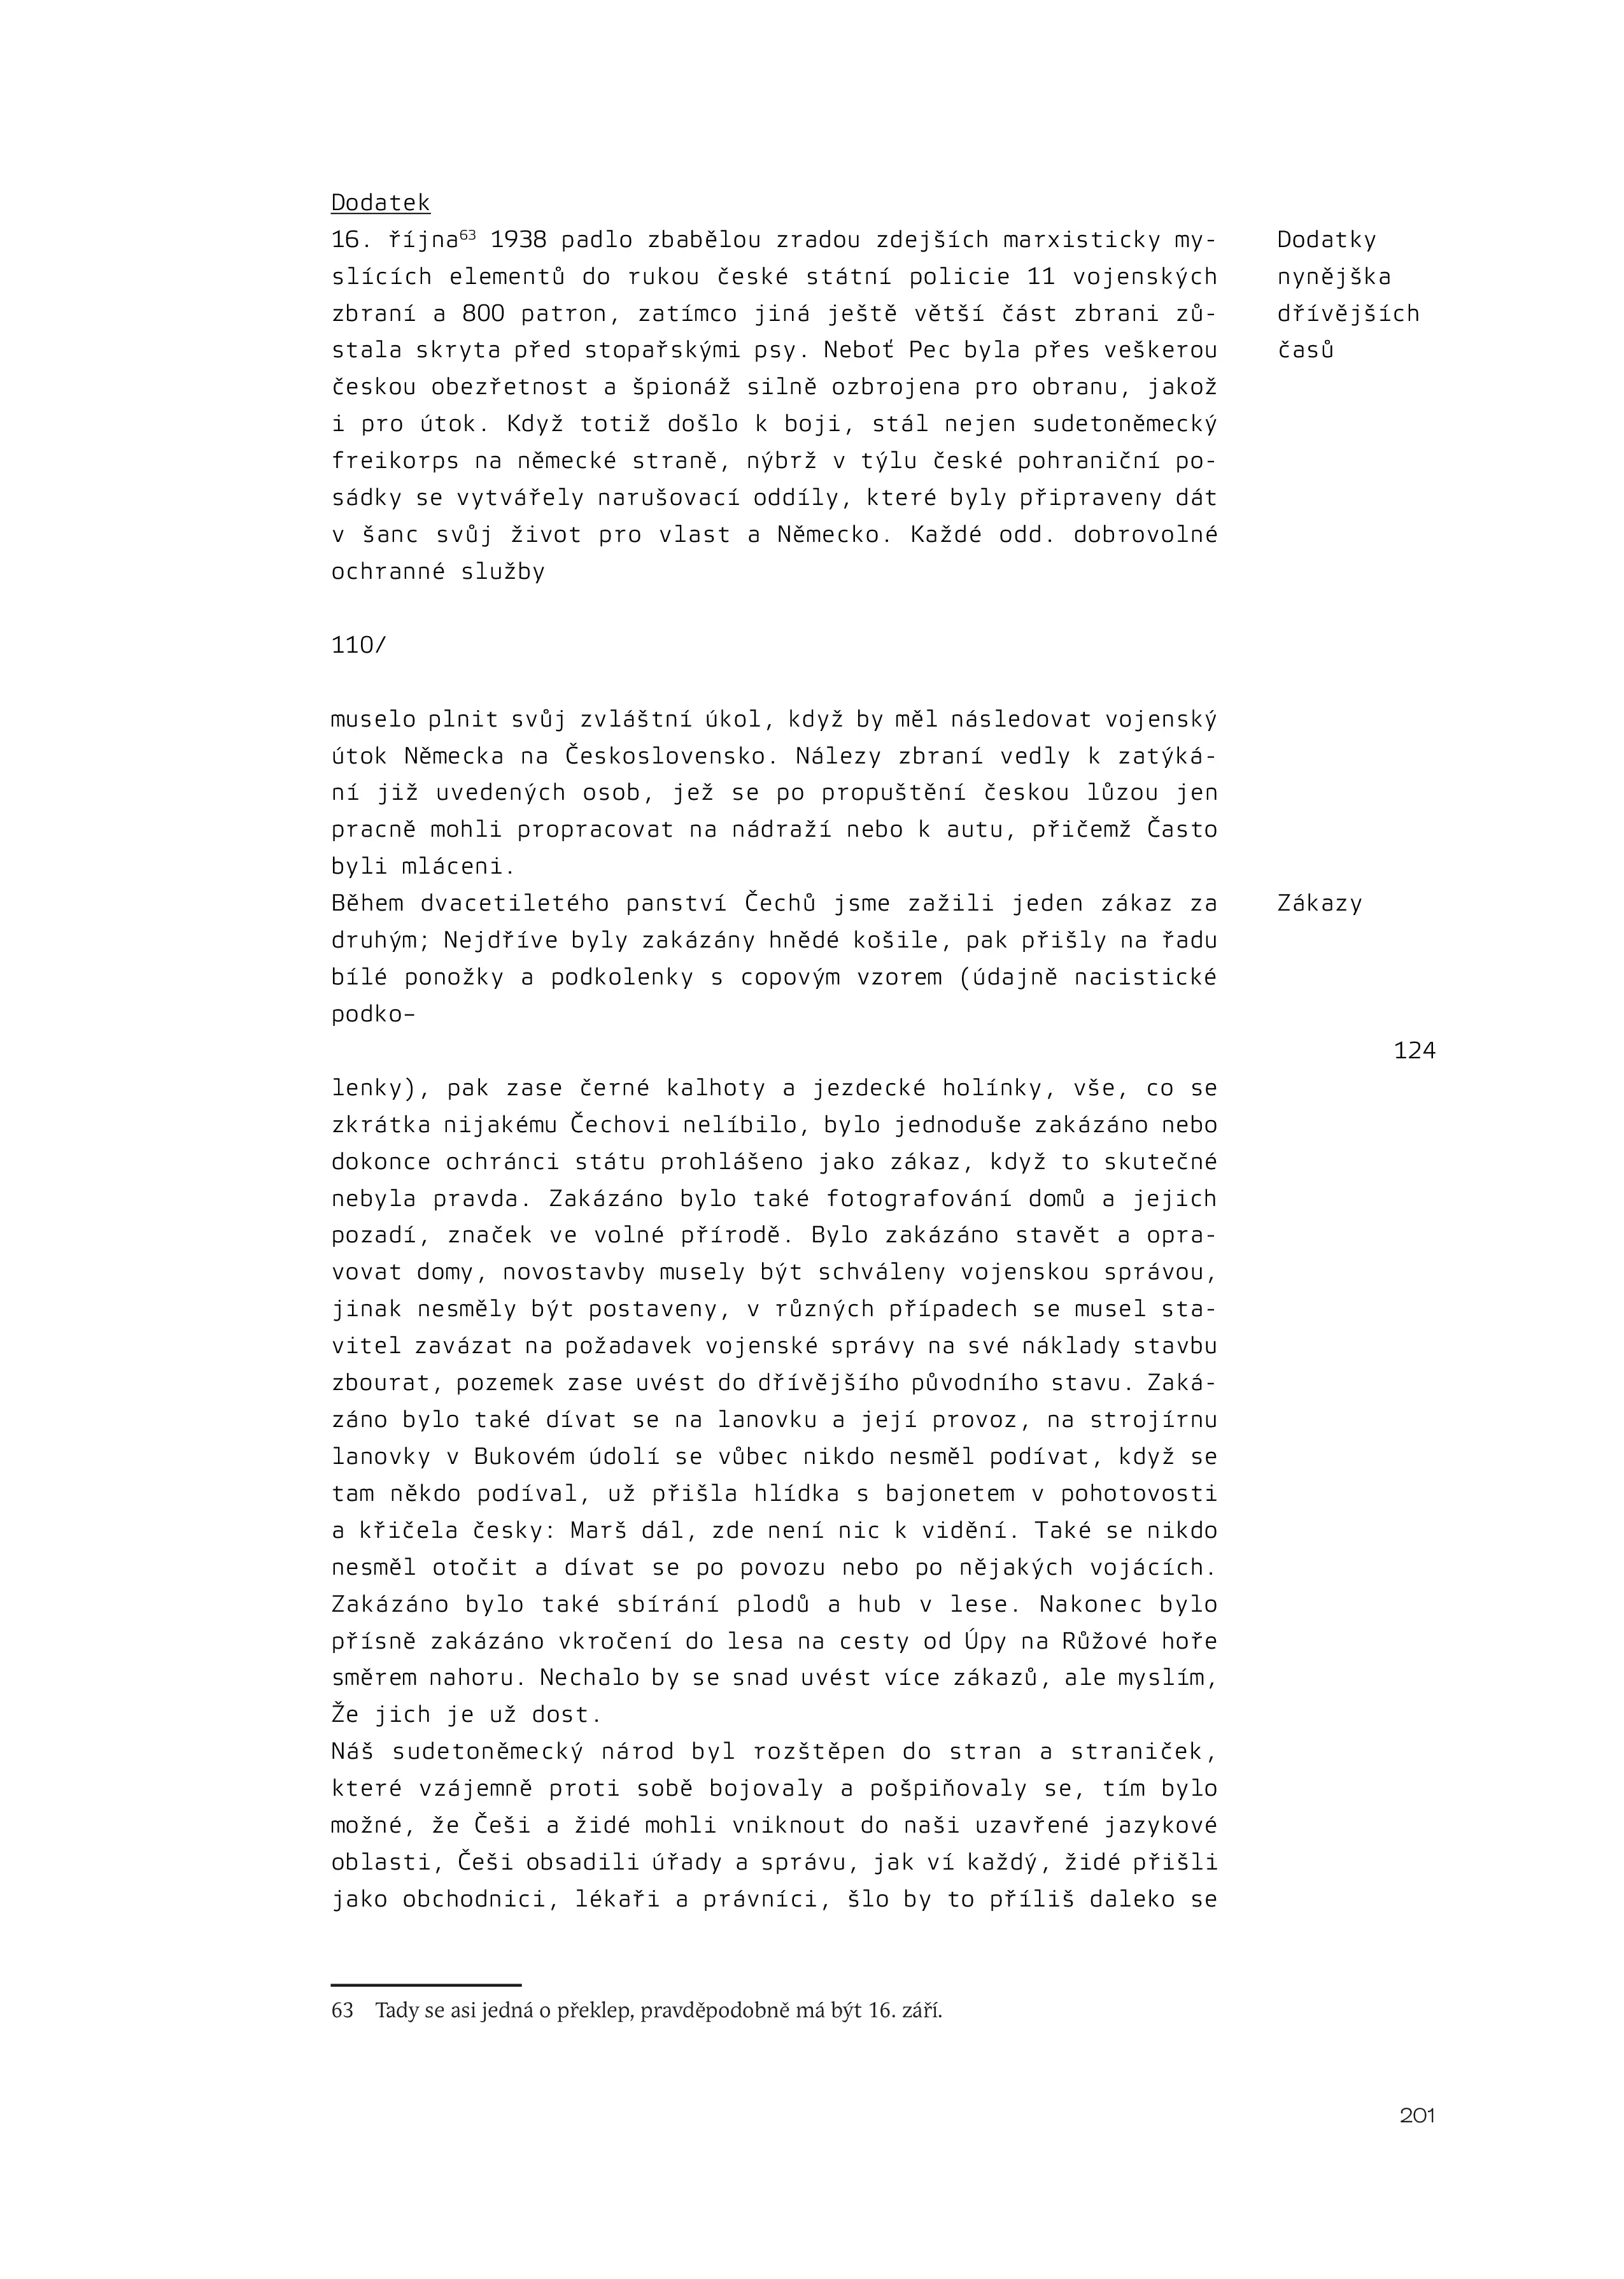 Dodatek
16. října⁶³ 1938 padlo zbabělou zradou zdejších marxisticky my-
slících elementů do rukou české státní policie 11 vojenských
zbraní a 800 patron, zatímco jiná ještě větší část zbrani zů-
stala skryta před stopařskými psy. Neboť Pec byla přes veškerou
českou obezřetnost a špionáž silně ozbrojena pro obranu, jakož
i pro útok. Když totiž došlo k boji, stál nejen sudetoněmecký
freikorps na německé straně, nýbrž v týlu české pohraniční po-
sádky se vytvářely narušovací oddíly, které byly připraveny dát
v šanc svůj život pro vlast a Německo. Každé odd. dobrovolné
ochranné služby
Dodatky
nynějška
dřívějších
časů
110/
muselo plnit svůj zvláštní úkol, když by měl následovat vojenský
útok Německa na Československo. Nálezy zbraní vedly k zatýká-
ní již uvedených osob, jež se po propuštění českou lůzou jen
pracně mohli propracovat na nádraží nebo k autu, přičemž Často
byli mláceni.
Během dvacetiletého panství Čechů jsme zažili jeden zákaz za
druhým; Nejdříve byly zakázány hnědé košile, pak přišly na řadu
bílé ponožky a podkolenky s copovým vzorem (údajně nacistické
podko–
Zákazy
124
lenky), pak zase černé kalhoty a jezdecké holínky, vše, co se
zkrátka nijakému Čechovi nelíbilo, bylo jednoduše zakázáno nebo
dokonce ochránci státu prohlášeno jako zákaz, když to skutečné
nebyla pravda. Zakázáno bylo také fotografování domů a jejich
pozadí, značek ve volné přírodě. Bylo zakázáno stavět a opra-
vovat domy, novostavby musely být schváleny vojenskou správou,
jinak nesměly být postaveny, v různých případech se musel sta-
vitel zavázat na požadavek vojenské správy na své náklady stavbu
zbourat, pozemek zase uvést do dřívějšího původního stavu. Zaká-
záno bylo také dívat se na lanovku a její provoz, na strojírnu
lanovky v Bukovém údolí se vůbec nikdo nesměl podívat, když se
tam někdo podíval, už přišla hlídka s bajonetem v pohotovosti
a křičela česky: Marš dál, zde není nic k vidění. Také se nikdo
nesměl otočit a dívat se po povozu nebo po nějakých vojácích.
Zakázáno bylo také sbírání plodů a hub v lese. Nakonec bylo
přísně zakázáno vkročení do lesa na cesty od Úpy na Růžové hoře
směrem nahoru. Nechalo by se snad uvést více zákazů, ale myslím,
Že jich je už dost.
Náš sudetoněmecký národ byl rozštěpen do stran a straniček,
které vzájemně proti sobě bojovaly a pošpiňovaly se, tím bylo
možné, že Češi a židé mohli vniknout do naši uzavřené jazykové
oblasti, Češi obsadili úřady a správu, jak ví každý, židé přišli
jako obchodnici, lékaři a právníci, šlo by to příliš daleko se
63 Tady se asi jedná o překlep, pravděpodobně má být 16. září.
201